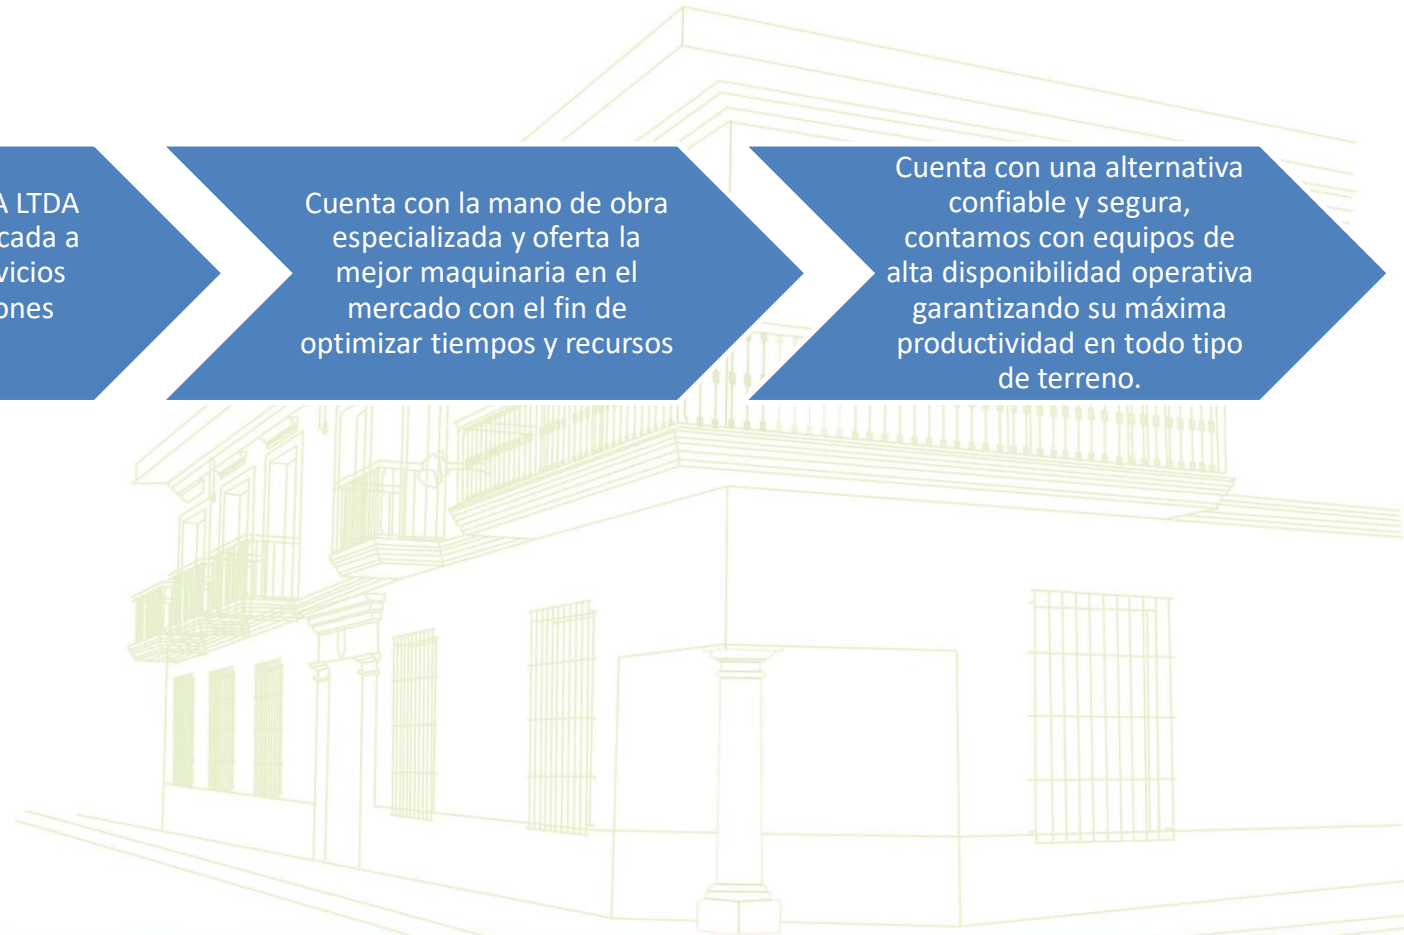 A LTDA
cada a
vicios
ones
Cuenta con la mano de obra
especializada y oferta la
mejor maquinaria en el
mercado con el fin de
optimizar tiempos y recursos
Cuenta con una alternativa
confiable y segura,
contamos con equipos de
alta disponibilidad operativa
garantizando su máxima
productividad en todo tipo
de terreno.